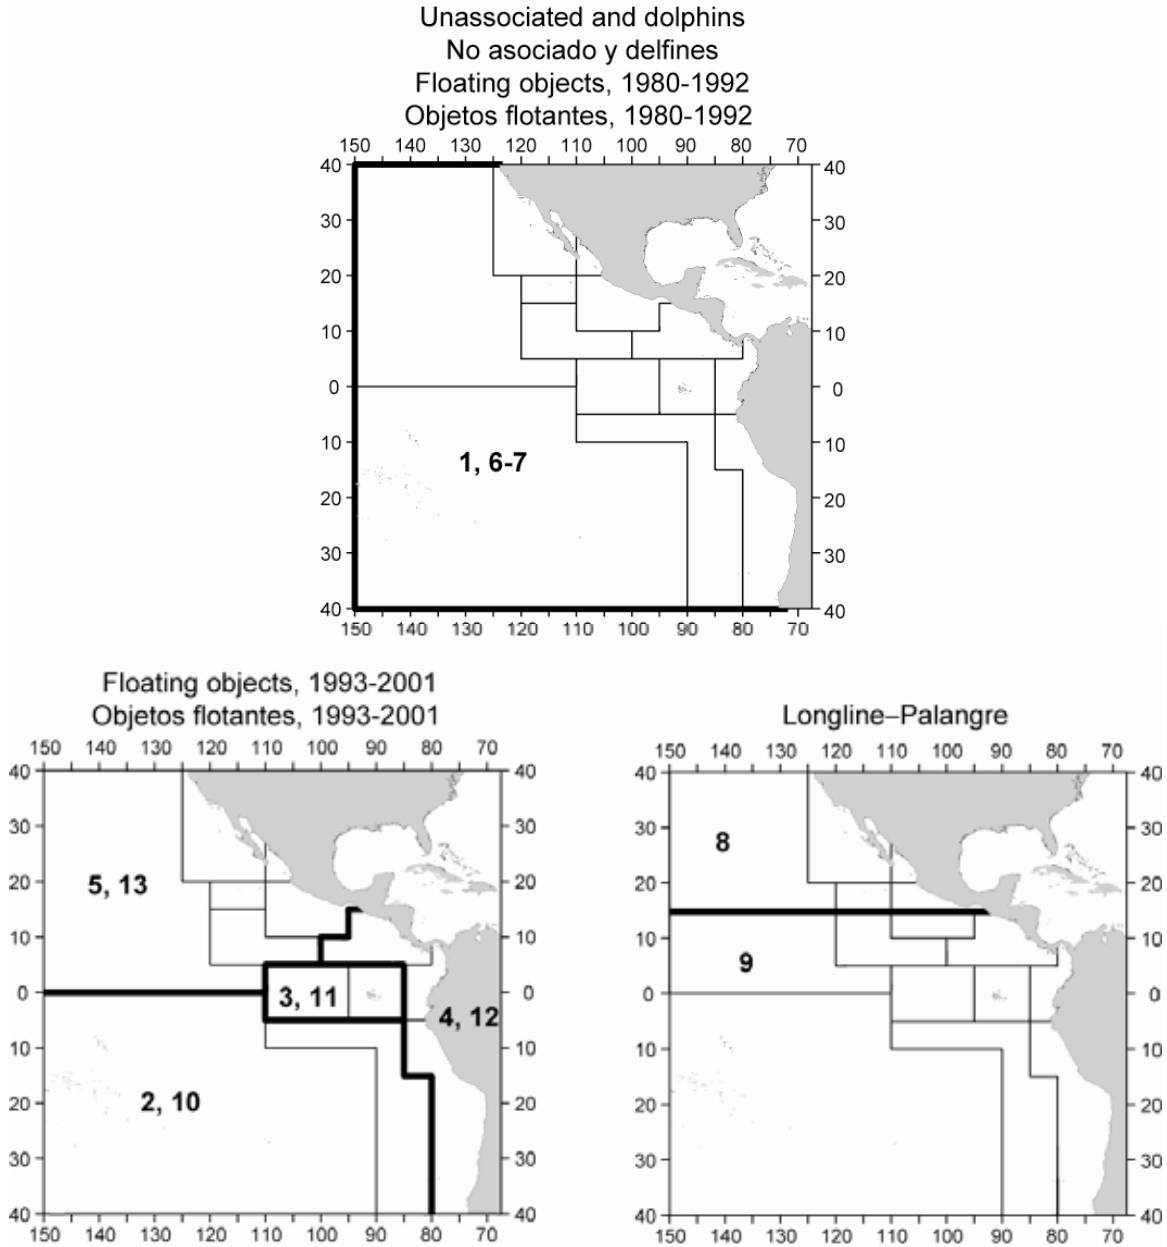 Unassociated and dolphins
No asociado y delfines
Floating objects, 1980-1992
Objetos flotantes, 1980-1992
150 140 130 120 110 100 90 80 70
40 40
30 30
20 20
10 10
0 0
10 10
1, 6-7
20 20
30 30
40 40
150 140 130 120 110 100 90 80 70
Floating objects, 1993-2001
Objetos flotantes, 1993-2001
150 140 130 120 110 100 90 80 70
40 40
30 30
5, 13
20 20
10 10
0 3, 11 0
4, 12
10 10
2, 10
20 20
30 30
40 40
150 140 130 120 110 100 90 80 70
Longline–Palangre
150 140 130 120 110 100 90 80 70
40 40
30 30
8
20 20
10 10
9
0 0
10 10
20 20
30 30
40 40
150 140 130 120 110 100 90 80 70